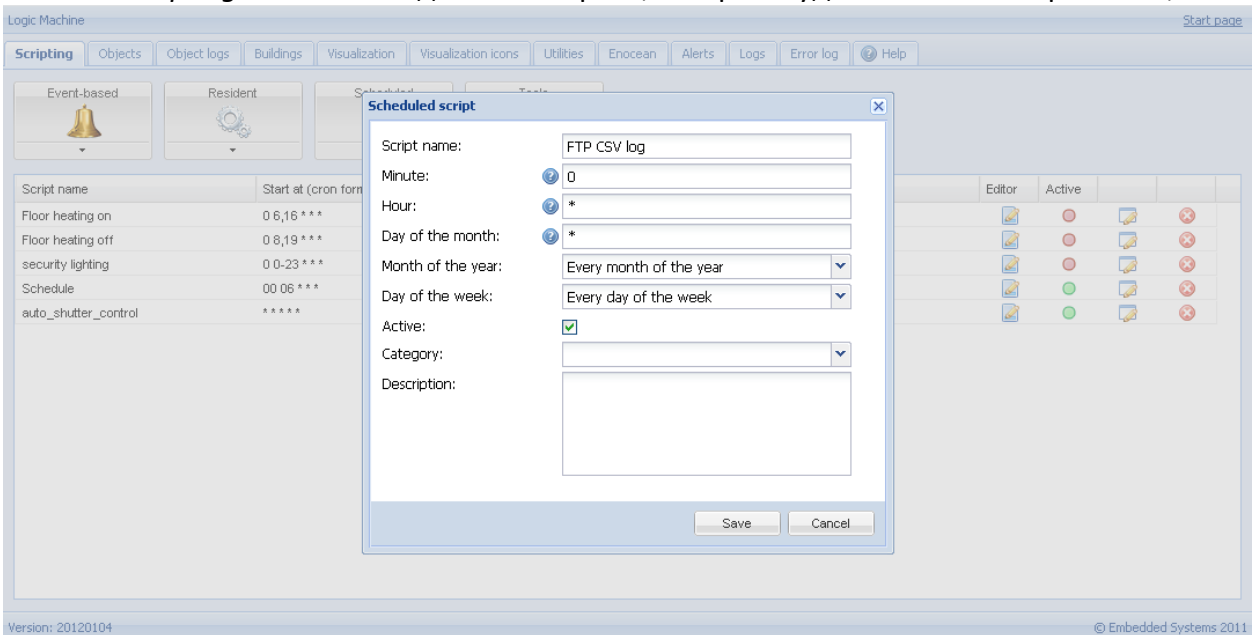 Logic Machine Start page
Scripting Objects Object logs Buildings Visualization Visualization icons Utilities Enocean Alerts Logs Error log Help
Event-based Resident
Scheduled script
Script name: FTP CSV log
Minute: 0
Hour: *
Day of the month: *
Month of the year: Every month of the year
Day of the week: Every day of the week
Active:
Category:
Description:
Save Cancel
Script name Start at (cron form Editor Active
Floor heating on 0 6,16 * * *
Floor heating off 0 8,19 * * *
security lighting 0 0-23 * * *
Schedule 00 06 * * *
auto_shutter_control * * * * *
Version: 20120104 © Embedded Systems 2011